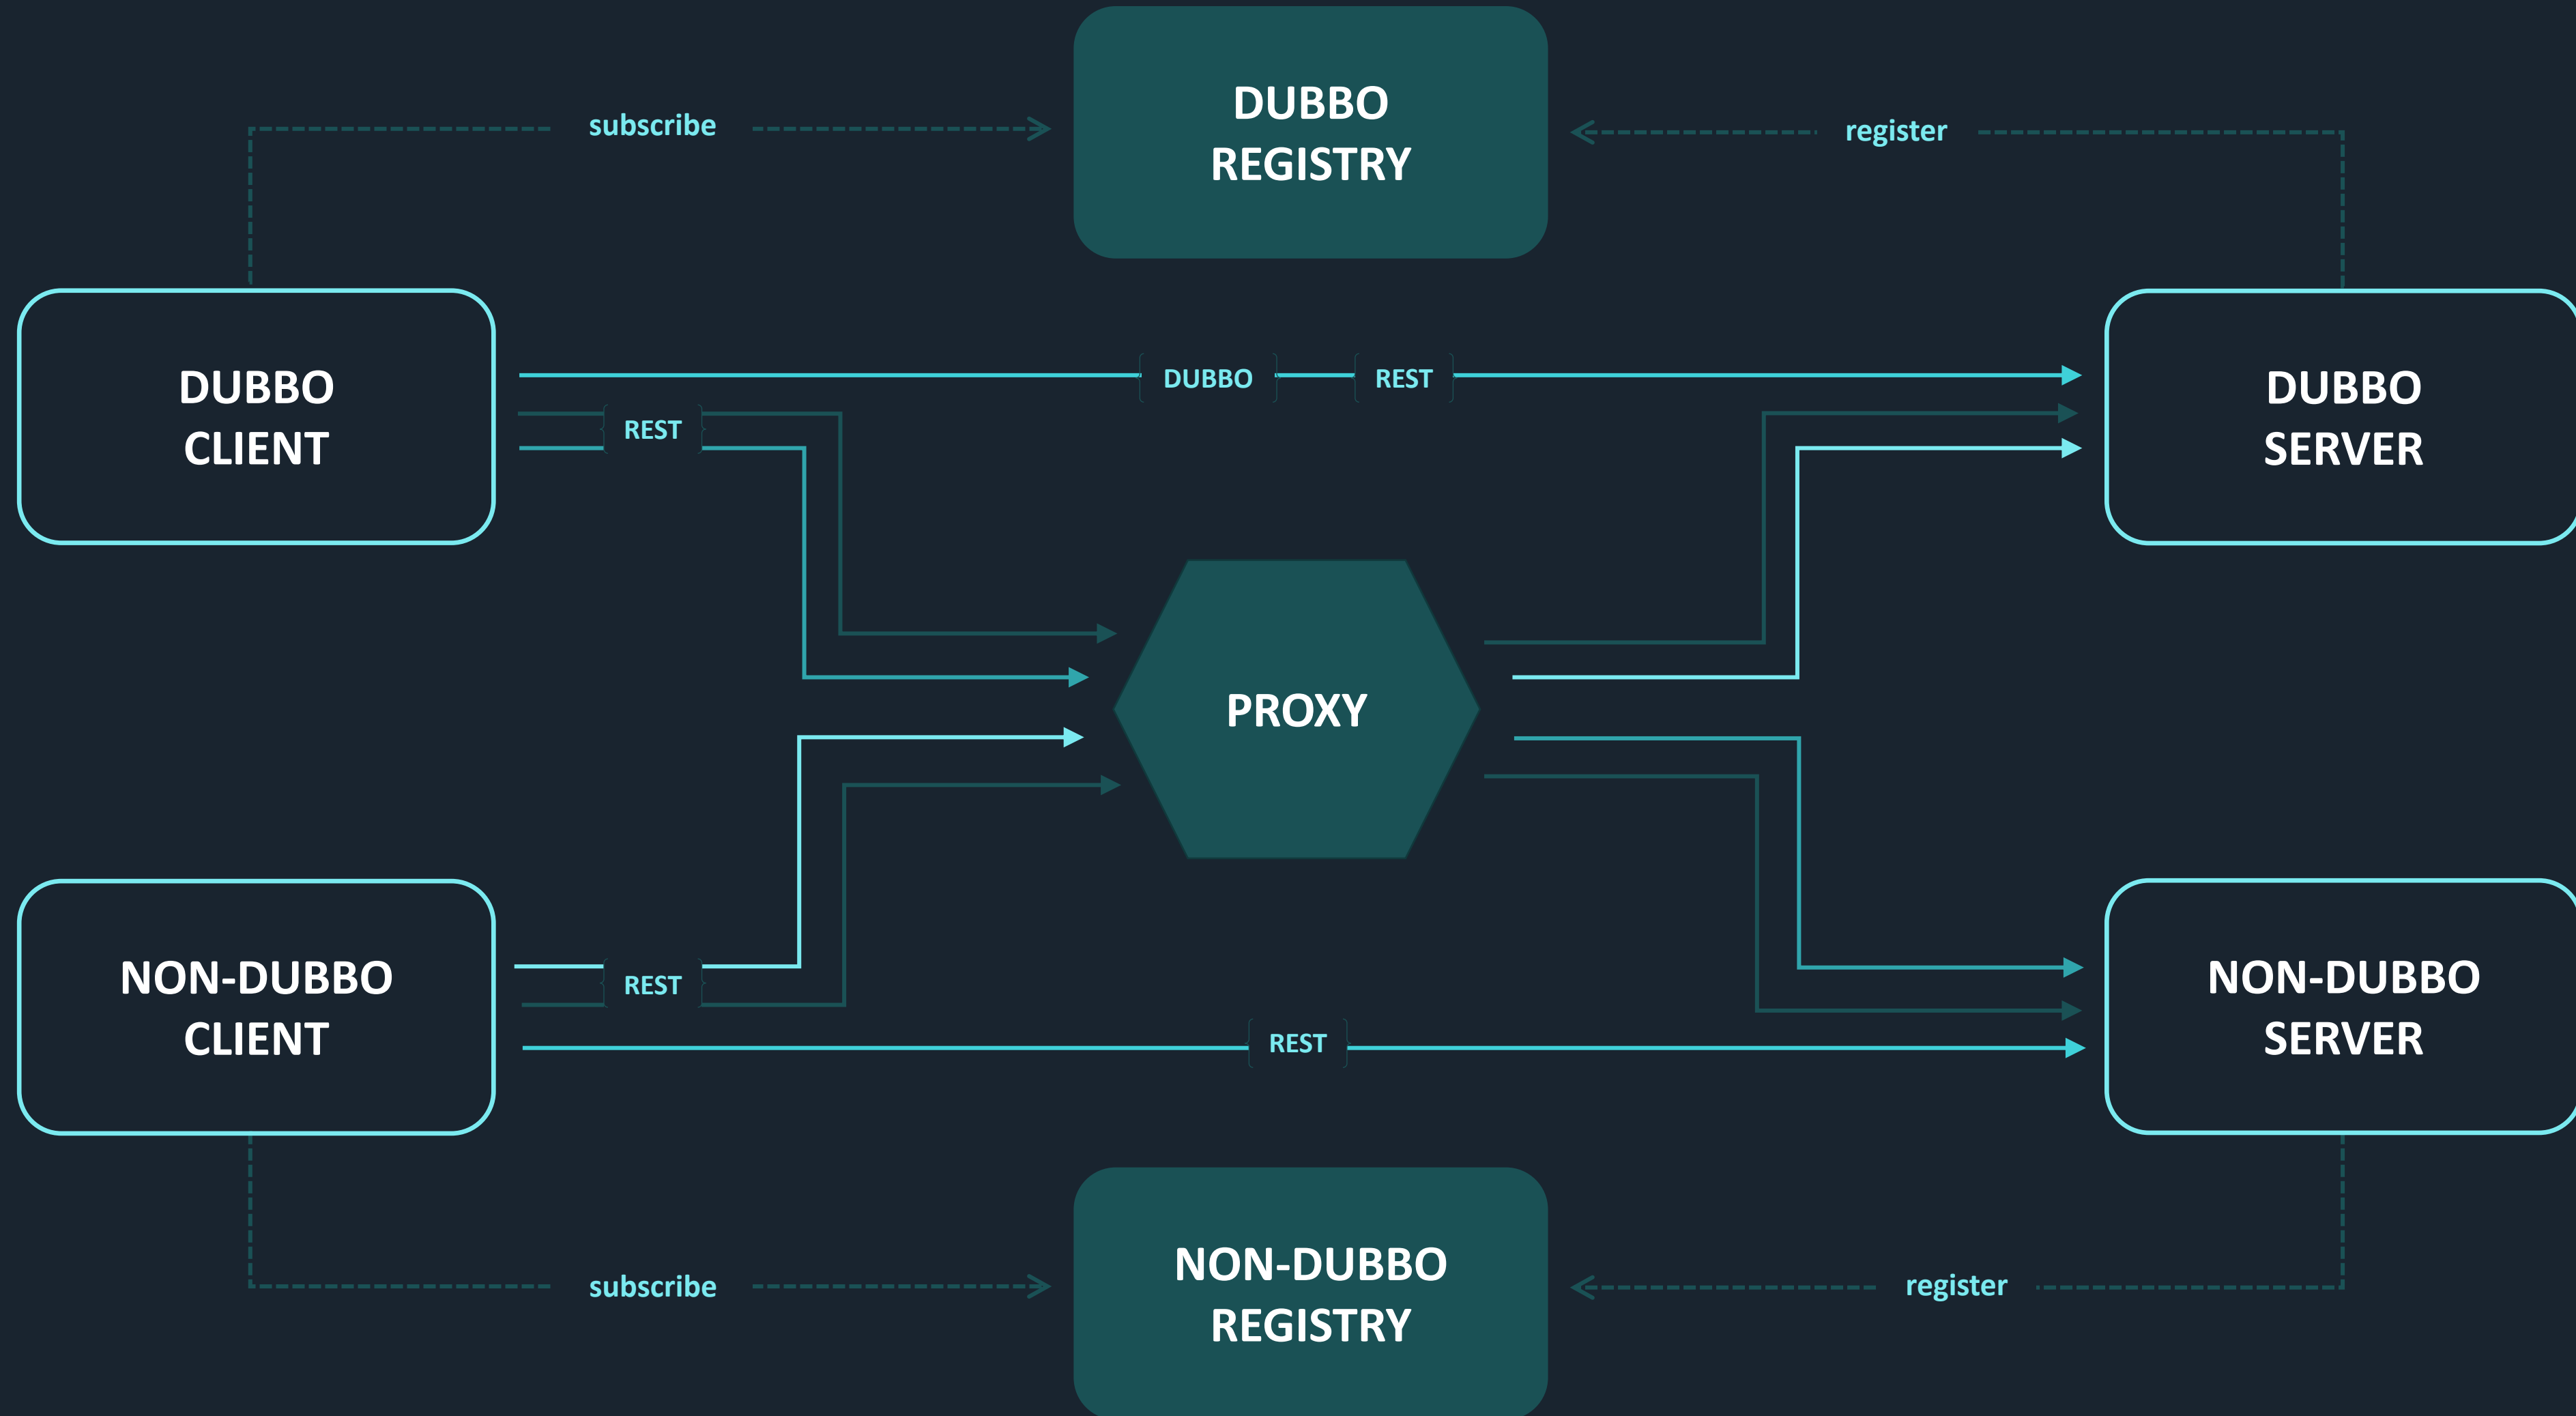 DUBBO
REGISTRY
subscribe
register
DUBBO
CLIENT
DUBBO
REST
REST
DUBBO
SERVER
PROXY
NON-DUBBO
CLIENT
REST
REST
NON-DUBBO
SERVER
NON-DUBBO
REGISTRY
subscribe
register